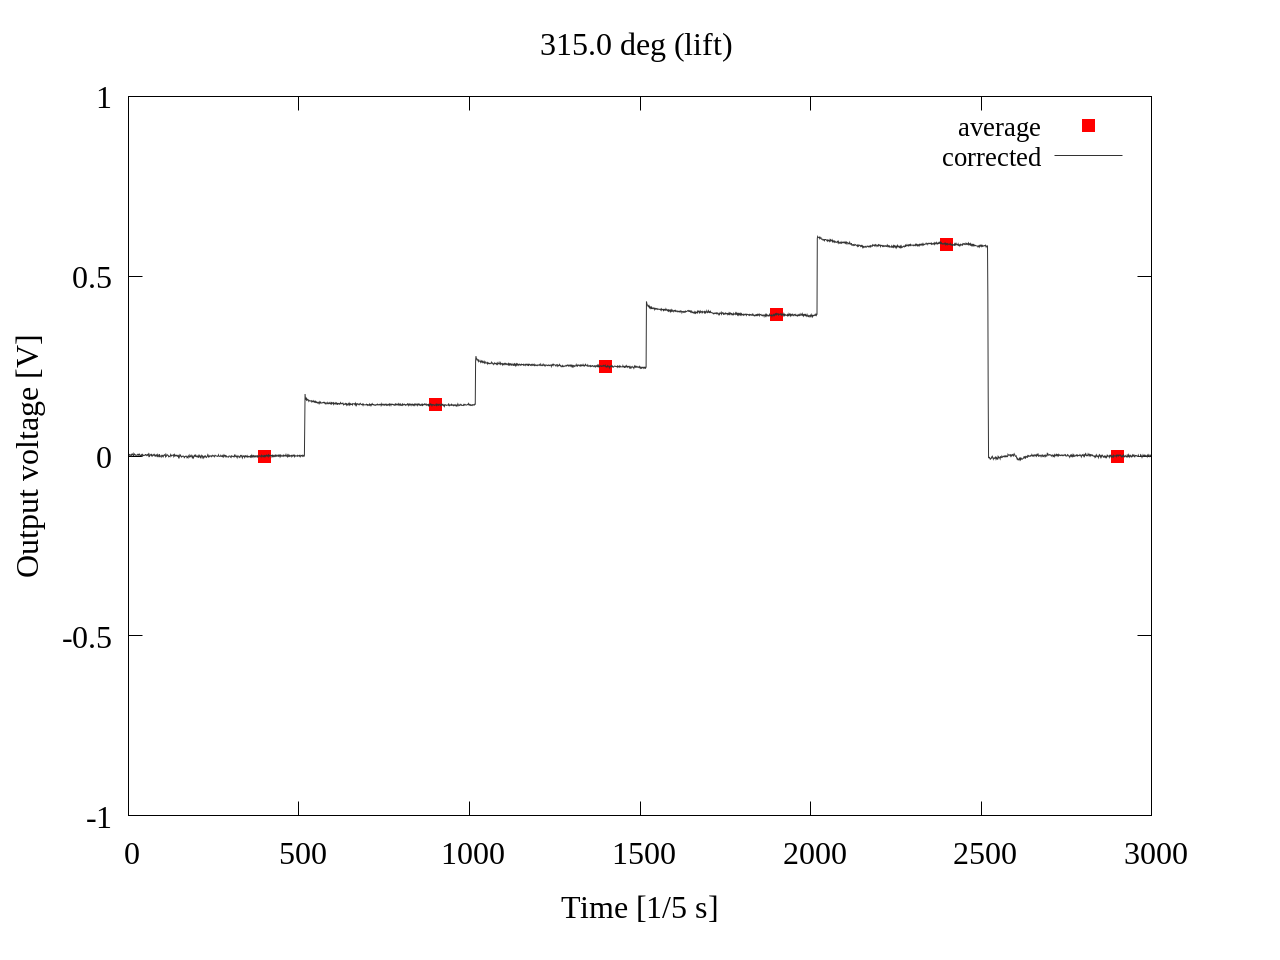 315.0 deg (lift)
average
corrected
1
0.5
0
-0.5
-1
Output voltage [V]
0 500 1000 1500 2000 2500 3000
Time [1/5 s]